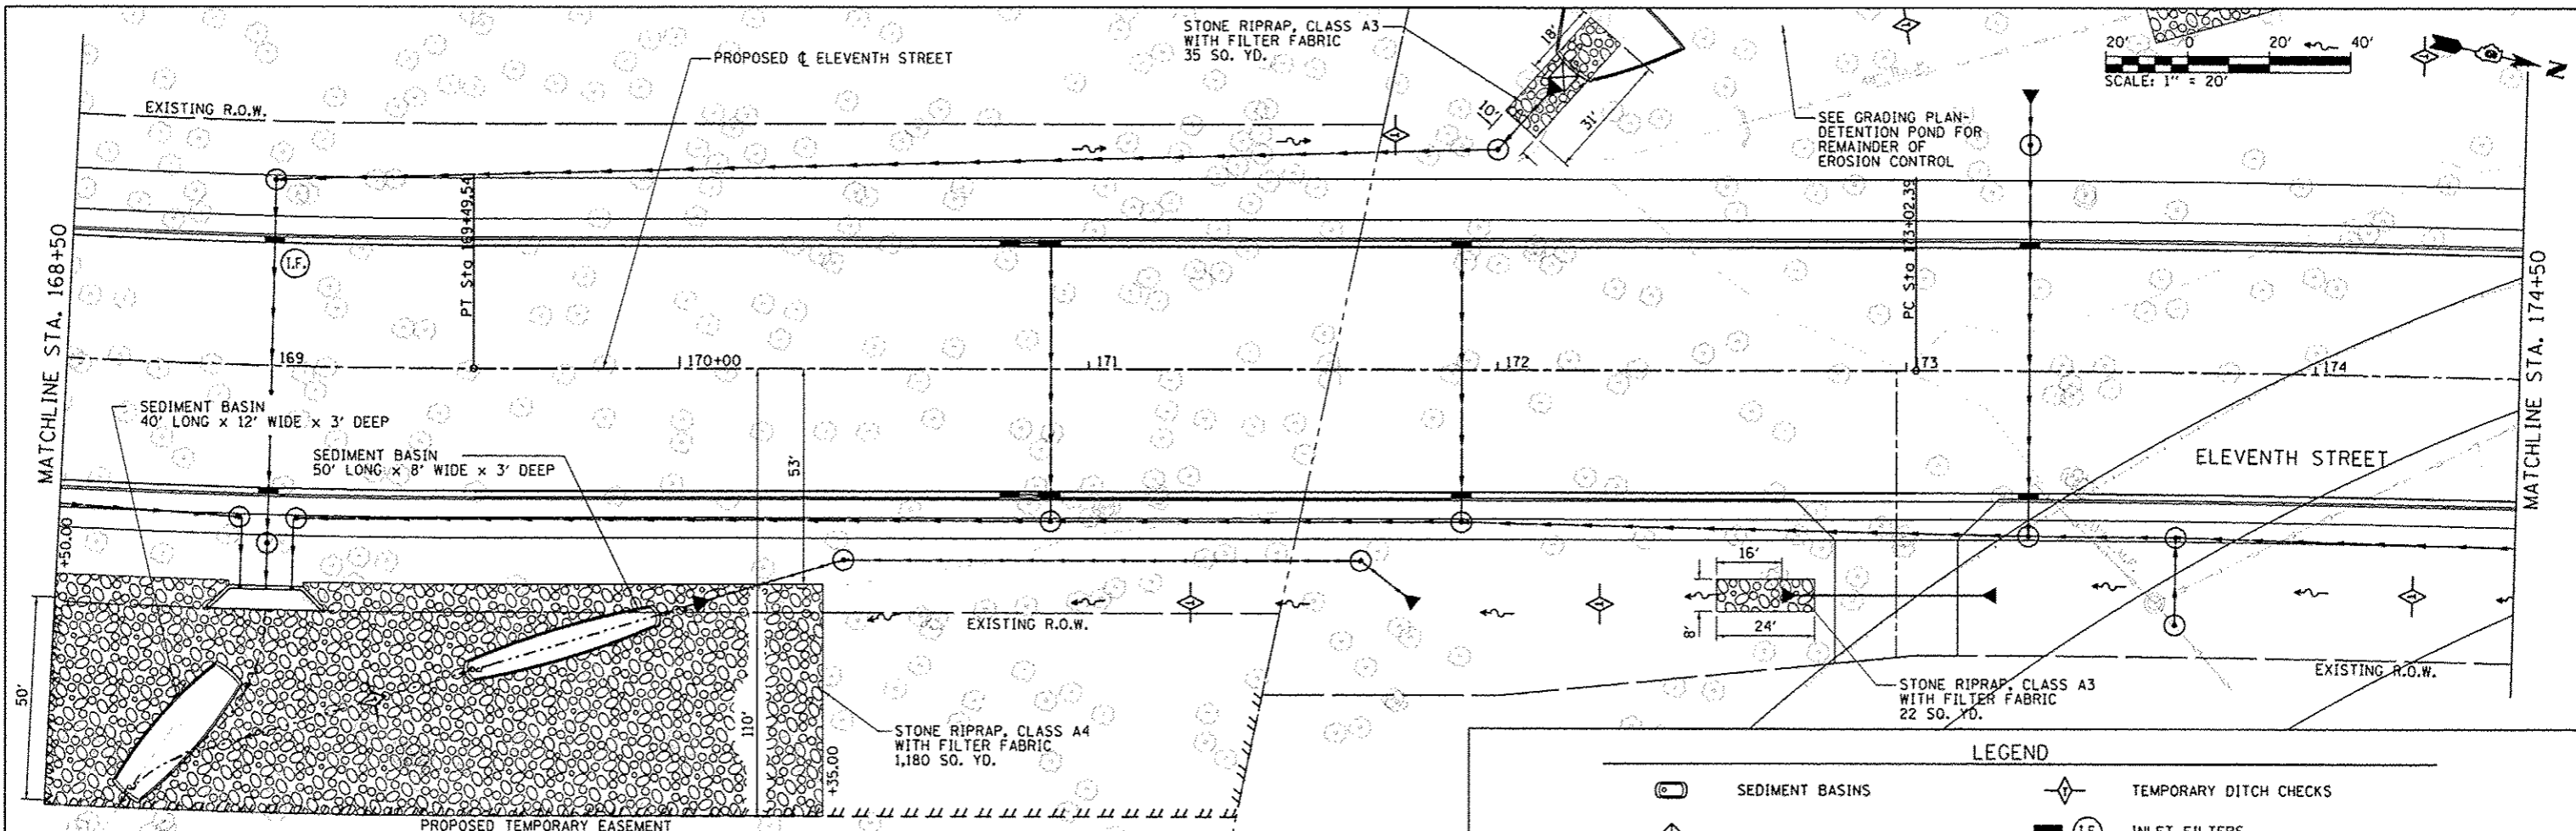 STONE RIPRAP, CLASS A3
WITH FILTER FABRIC
35 SQ. YD.
18'
10'
31'
20' 0 20' 40'
SCALE: 1" = 20'
N
PROPOSED ℄ ELEVENTH STREET
EXISTING R.O.W.
SEE GRADING PLAN-
DETENTION POND FOR
REMAINDER OF
EROSION CONTROL
MATCHLINE STA. 168+50
I.F.
PT Sta 169+49.54
PC Sta 173+02.39
MATCHLINE STA. 174+50
169
170+00
171
172
173
174
SEDIMENT BASIN
40' LONG x 12' WIDE x 3' DEEP
SEDIMENT BASIN
50' LONG x 8' WIDE x 3' DEEP
53'
ELEVENTH STREET
+50.00
50'
110'
+35.00
EXISTING R.O.W.
16'
8'
24'
STONE RIPRAP, CLASS A3
WITH FILTER FABRIC
22 SQ. YD.
EXISTING R.O.W.
STONE RIPRAP, CLASS A4
WITH FILTER FABRIC
1,180 SQ. YD.
PROPOSED TEMPORARY EASEMENT
LEGEND
SEDIMENT BASINS
TEMPORARY DITCH CHECKS
I.F. INLET FILTERS